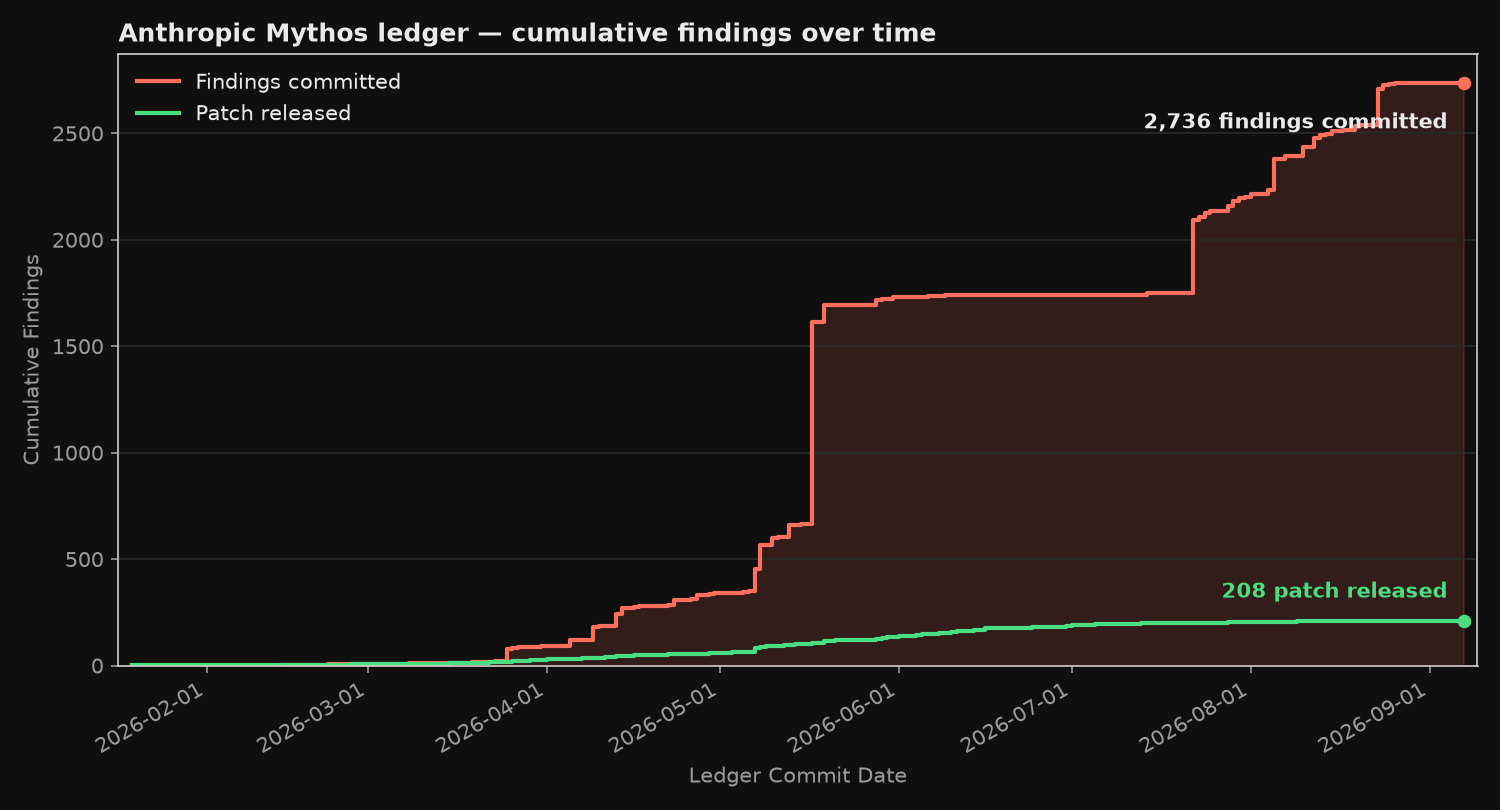 Anthropic Mythos ledger — cumulative findings over time
Findings committed
Patch released
2,736 findings committed
208 patch released
Cumulative Findings
2500
2000
1500
1000
500
0
2026-02-01
2026-03-01
2026-04-01
2026-05-01
2026-06-01
2026-07-01
2026-08-01
2026-09-01
Ledger Commit Date